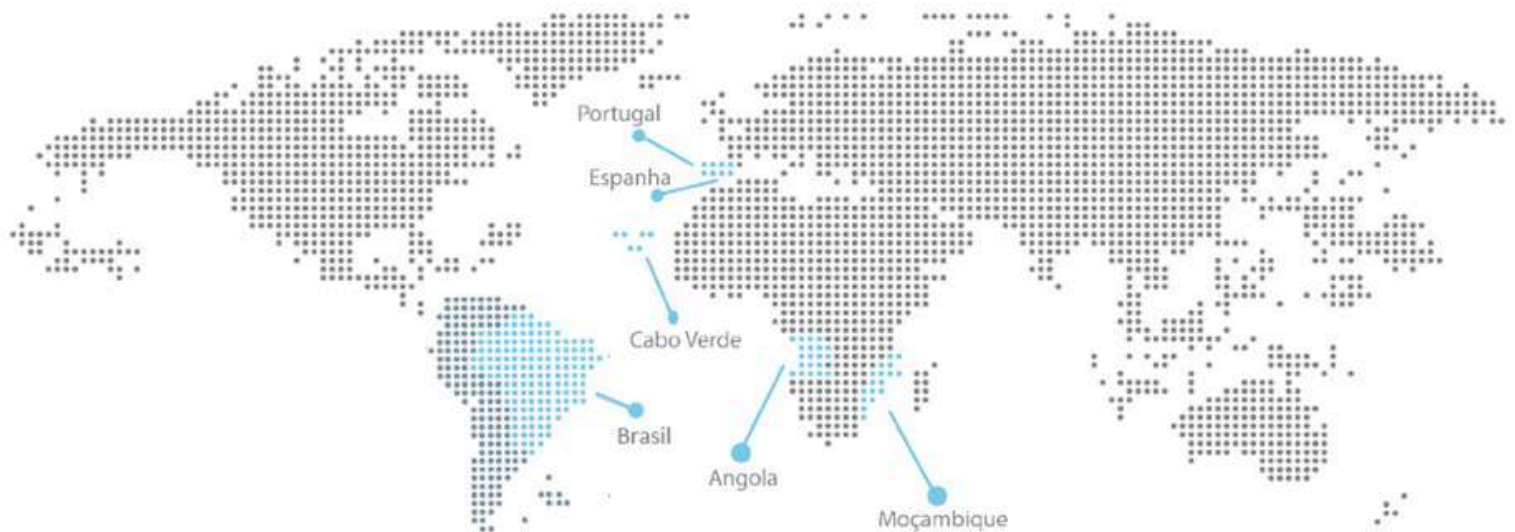 Portugal
Espanha
Cabo Verde
Brasil
Angola
Moçambique